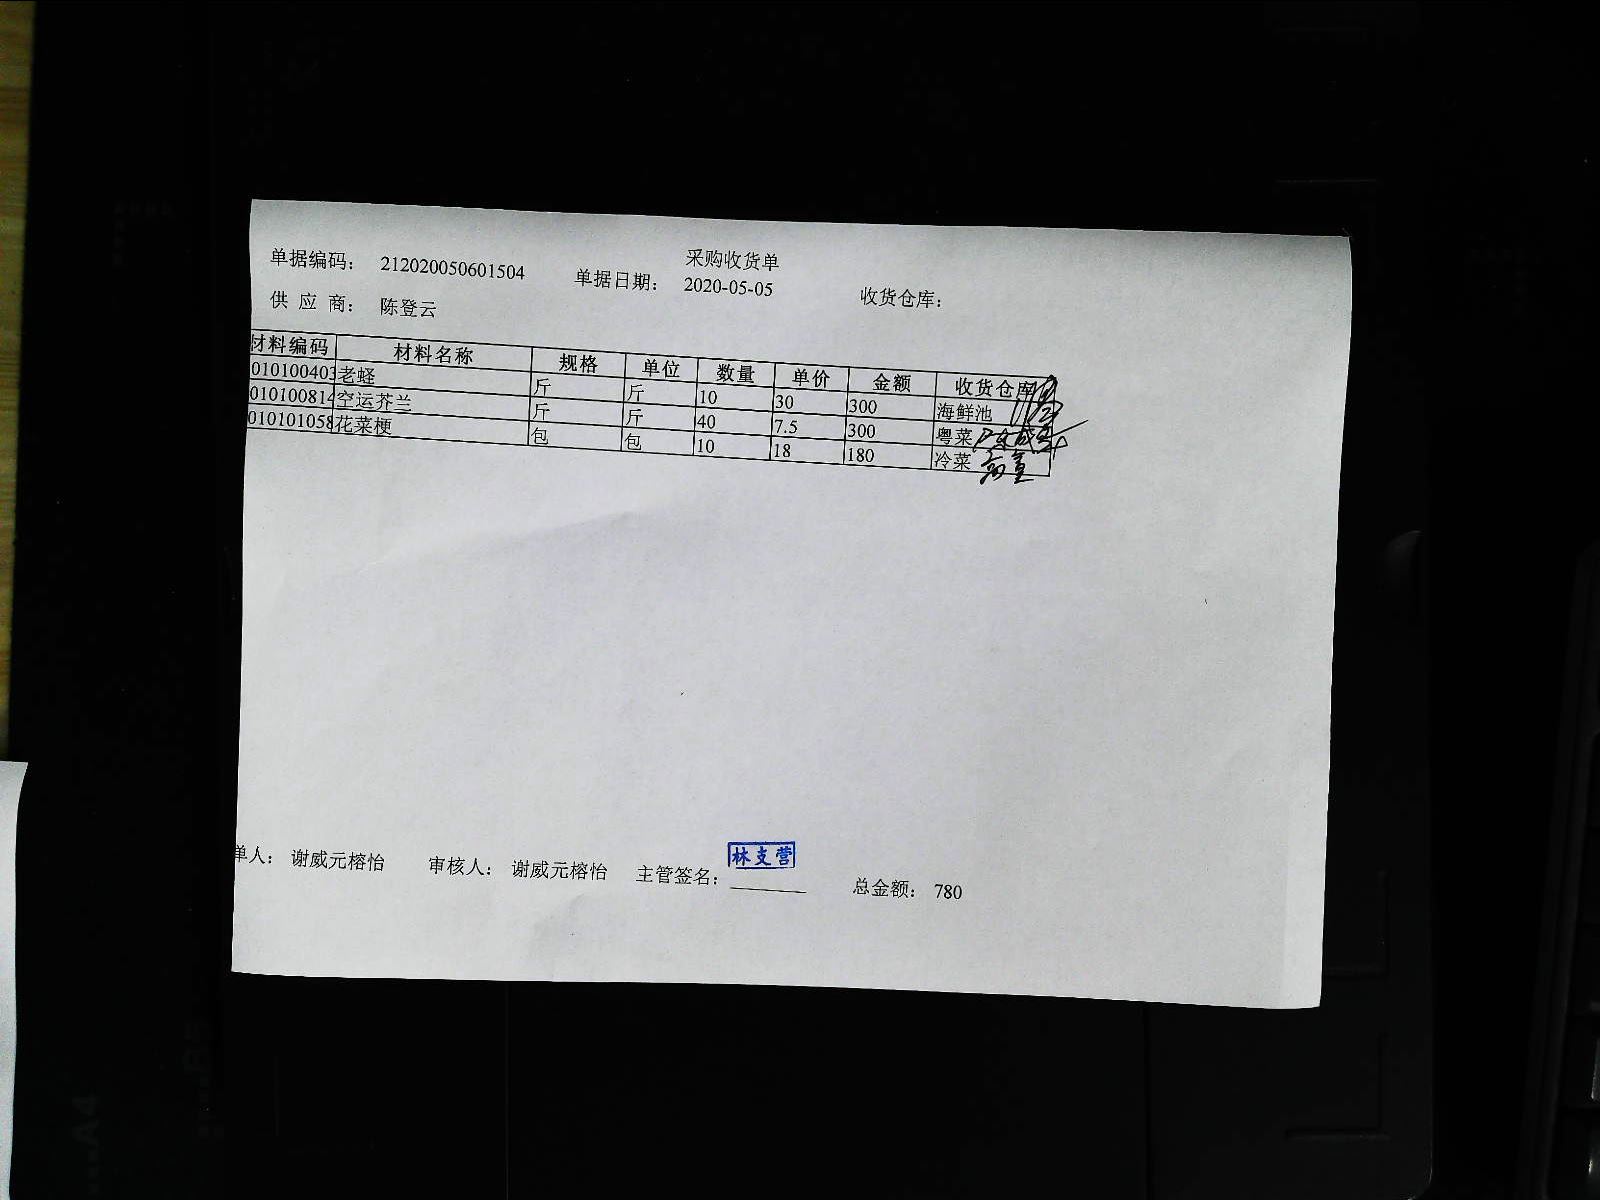 采购收货单
单据编码： 212020050601504 单据日期： 2020-05-05 收货仓库：
供 应 商： 陈登云
材料编码 材料名称 规格 单位 数量 单价 金额 收货仓库
010100403 老蛏 斤 斤 10 30 300 海鲜池
010100814 空运芥兰 斤 斤 40 7.5 300 粤菜
010101058 花菜梗 包 包 10 18 180 冷菜
单人： 谢威元榕怡 审核人： 谢威元榕怡 主管签名： 林支营 总金额： 780
A4